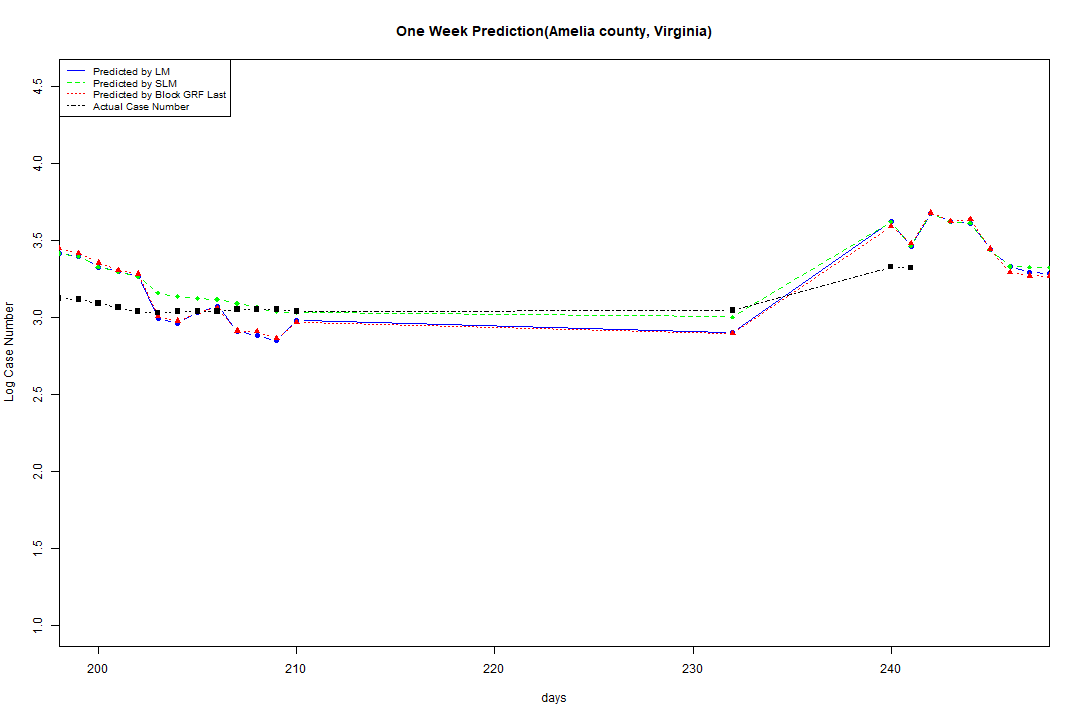 One Week Prediction(Amelia county, Virginia)
Predicted by LM
Predicted by SLM
Predicted by Block GRF Last
Actual Case Number
4.5
4.0
3.5
3.0
2.5
2.0
1.5
1.0
Log Case Number
200 210 220 230 240
days